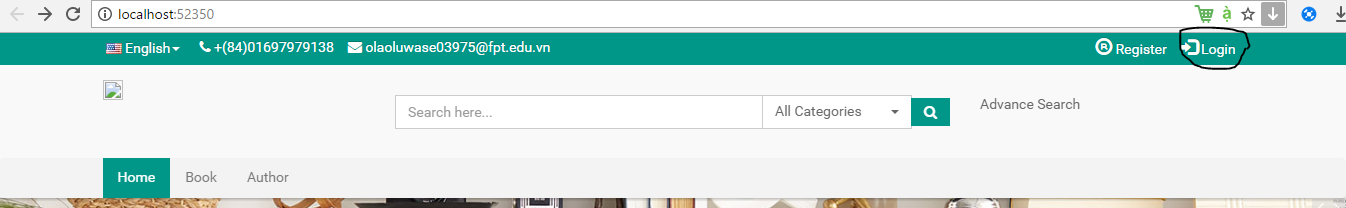 localhost:52350
English +(84)01697979138 olaoluwase03975@fpt.edu.vn ® Register Login
Search here... All Categories Advance Search
Home Book Author